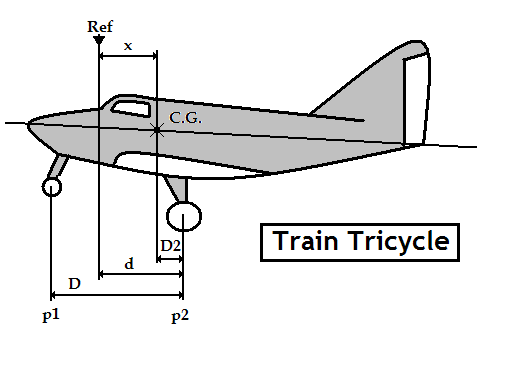 Ref
x
C.G.
Train Tricycle
D2
d
D
p1
p2